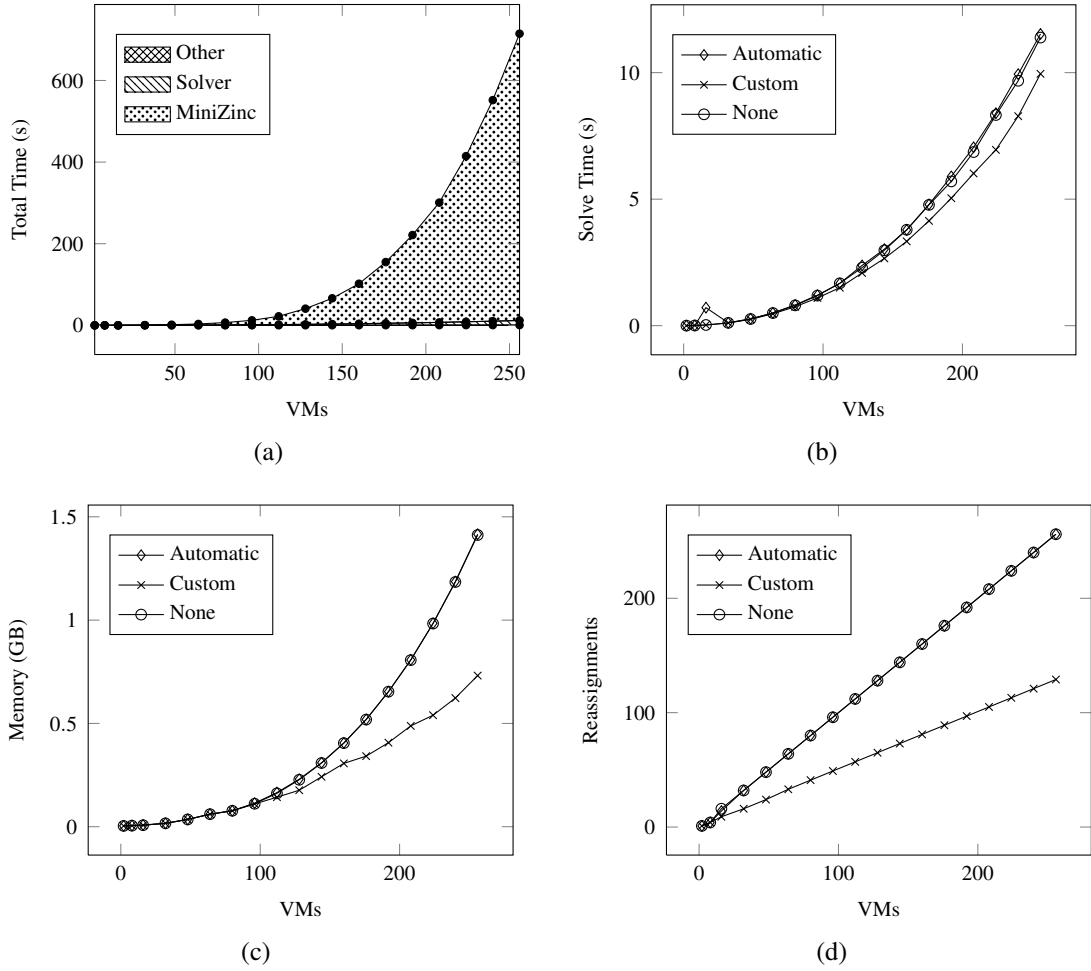 Total Time (s)
600
400
200
0
Other
Solver
MiniZinc
50 100 150 200 250
VMs
(a)
Solve Time (s)
10
5
0
Automatic
Custom
None
0 100 200
VMs
(b)
Memory (GB)
1.5
1
0.5
0
Automatic
Custom
None
0 100 200
VMs
(c)
Reassignments
200
100
0
Automatic
Custom
None
0 100 200
VMs
(d)